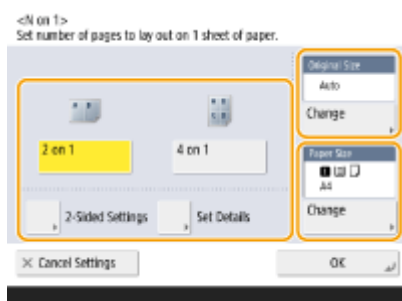 <N on 1>
Set number of pages to lay out on 1 sheet of paper.
Original Size
Auto
Change
2 on 1
4 on 1
Paper Size
A4
Change
2-Sided Settings
Set Details
× Cancel Settings
OK